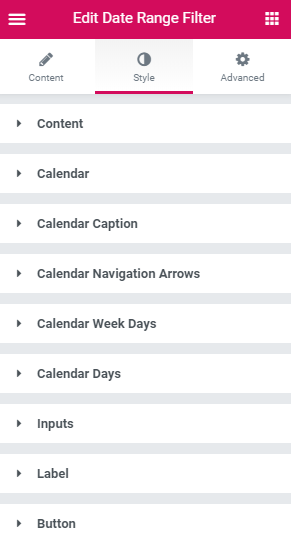 Edit Date Range Filter
Content Style Advanced
Content
Calendar
Calendar Caption
Calendar Navigation Arrows
Calendar Week Days
Calendar Days
Inputs
Label
Button